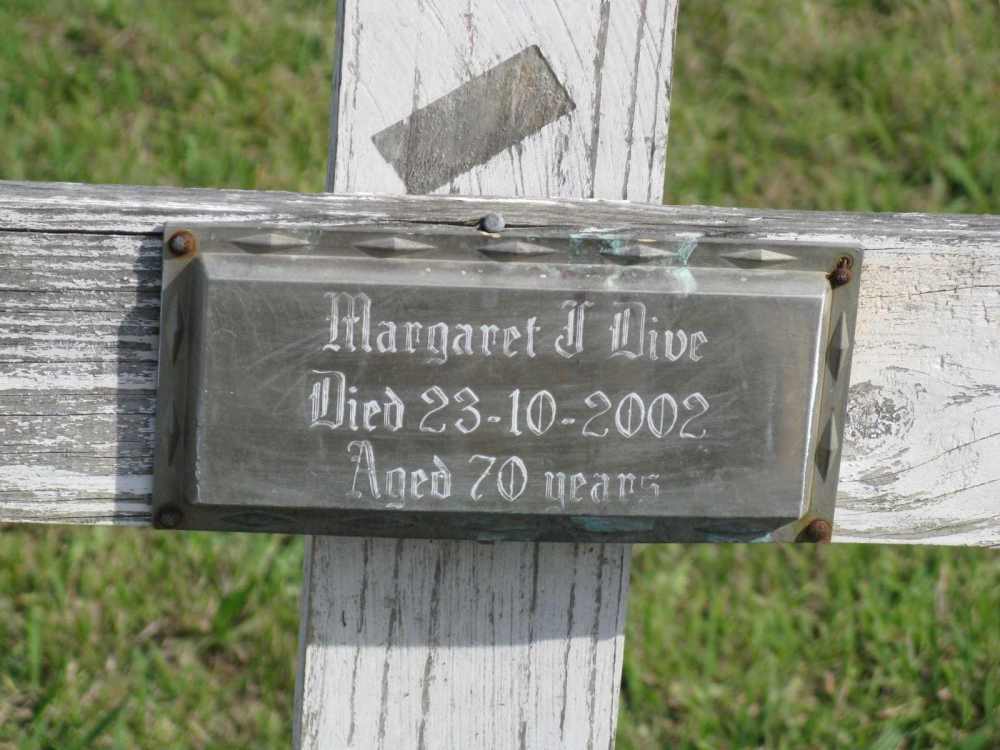 Margaret J Dive
Died 23-10-2002
Aged 70 years